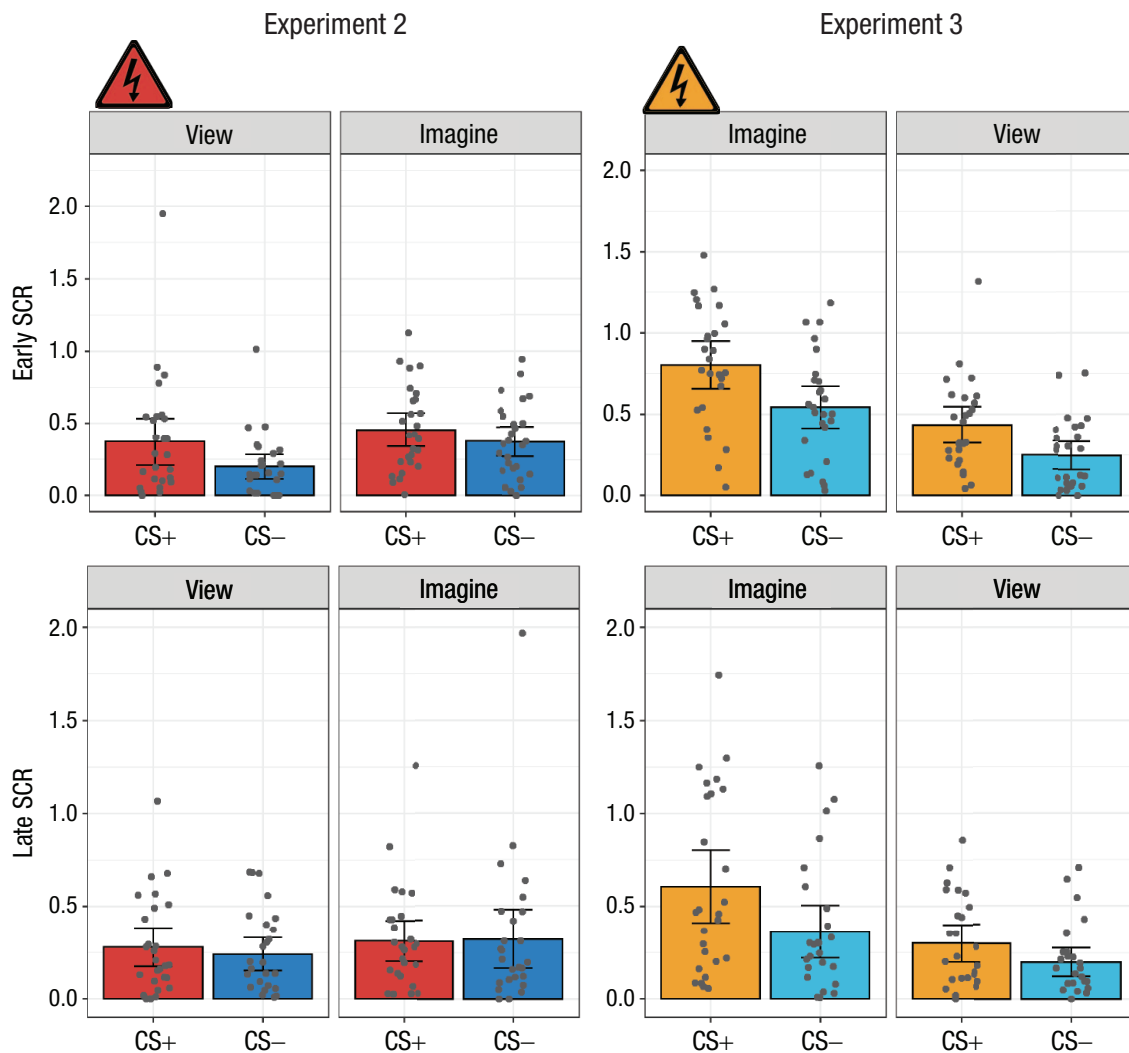 Experiment 2
Experiment 3
View
Imagine
Imagine
View
Early SCR
2.0
1.5
1.0
0.5
0.0
2.0
1.5
1.0
0.5
0.0
CS+
CS−
CS+
CS−
CS+
CS−
CS+
CS−
View
Imagine
Imagine
View
Late SCR
2.0
1.5
1.0
0.5
0.0
2.0
1.5
1.0
0.5
0.0
CS+
CS−
CS+
CS−
CS+
CS−
CS+
CS−